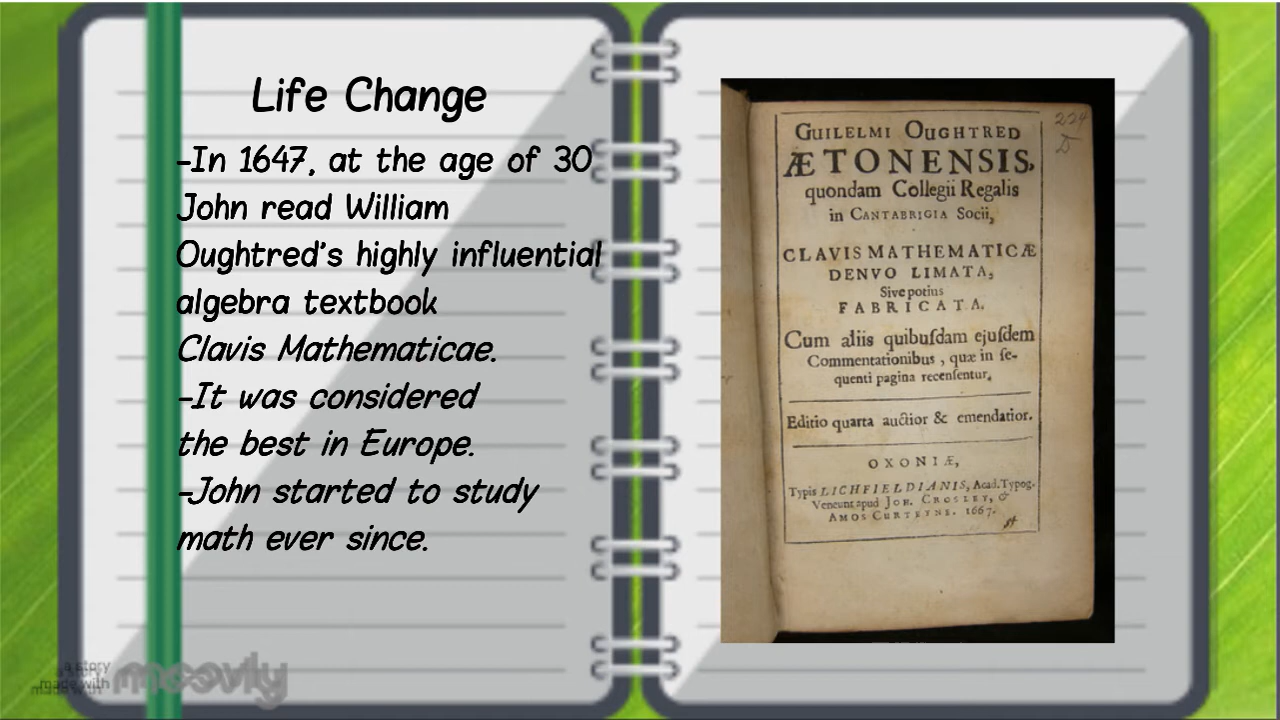 Life Change
-In 1647, at the age of 30
John read William
Oughtred's highly influential
algebra textbook
Clavis Mathematicae.
-It was considered
the best in Europe.
-John started to study
math ever since.
GUILELMI OUGHTRED
ÆTONENSIS,
quondam Collegii Regalis
in CANTABRIGIA Socii,
CLAVIS MATHEMATICÆ
DENVO LIMATA,
Sive potius
FABRICATA.
Cum aliis quibuſdam ejuſdem
Commentationibus, quæ in ſe-
quenti pagina recenſentur.
Editio quarta auctior & emendatior.
OXONIÆ,
Typis LICHFIELDIANIS, Acad. Typog.
Veneunt apud JOH. CROSLEY, &
AMOS CURTEYNE. 1667.
a story
made with
moovly